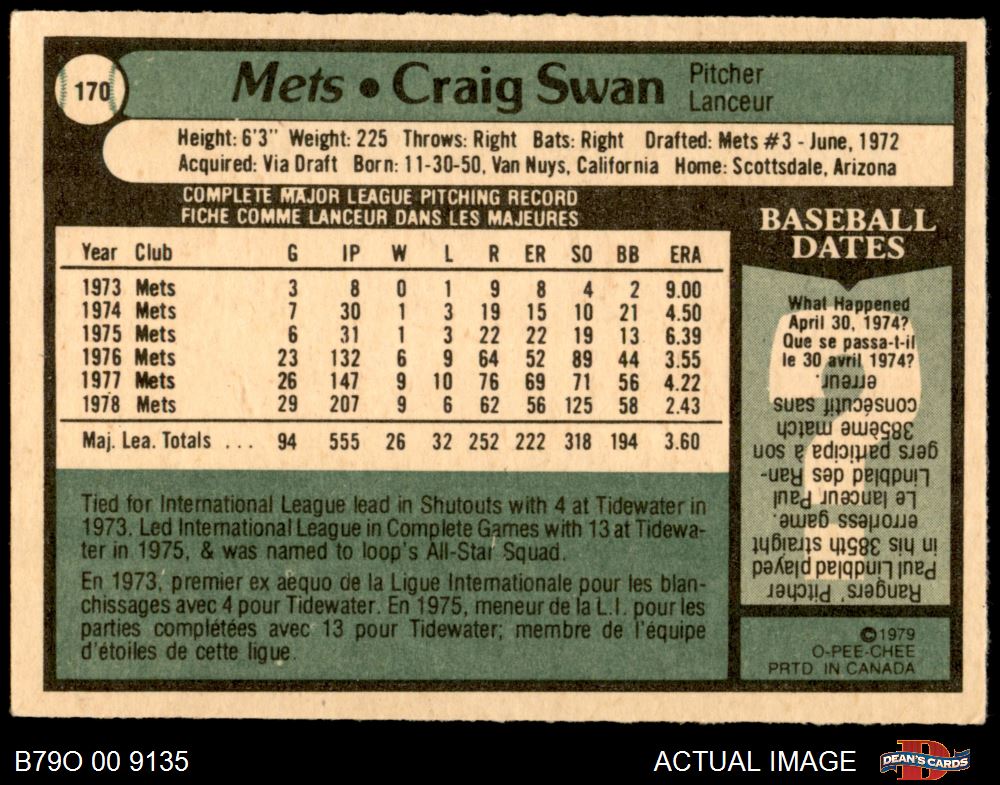 170
Mets • Craig Swan
Pitcher
Lanceur
Height: 6'3" Weight: 225 Throws: Right Bats: Right Drafted: Mets #3 - June, 1972
Acquired: Via Draft Born: 11-30-50, Van Nuys, California Home: Scottsdale, Arizona
COMPLETE MAJOR LEAGUE PITCHING RECORD
FICHE COMME LANCEUR DANS LES MAJEURES
Year Club G IP W L R ER SO BB ERA
1973 Mets 3 8 0 1 9 8 4 2 9.00
1974 Mets 7 30 1 3 19 15 10 21 4.50
1975 Mets 6 31 1 3 22 22 19 13 6.39
1976 Mets 23 132 6 9 64 52 89 44 3.55
1977 Mets 26 147 9 10 76 69 71 56 4.22
1978 Mets 29 207 9 6 62 56 125 58 2.43
Maj. Lea. Totals ... 94 555 26 32 252 222 318 194 3.60
Tied for International League lead in Shutouts with 4 at Tidewater in
1973. Led International League in Complete Games with 13 at Tidewa-
ter in 1975, & was named to loop's All-Star Squad.
En 1973, premier ex aequo de la Ligue Internationale pour les blan-
chissages avec 4 pour Tidewater. En 1975, meneur de la L.I. pour les
parties complétées avec 13 pour Tidewater; membre de l'équipe
d'étoiles de cette ligue.
BASEBALL
DATES
What Happened
April 30, 1974?
Que se passa-t-il
le 30 avril 1974?
Rangers' Pitcher
Paul Lindblad played
in his 385th straight
errorless game.
Le lanceur Paul
Lindblad des Ran-
gers participa à son
385ème match
consécutif sans
erreur.
©1979
O-PEE-CHEE
PRTD. IN CANADA
B79O 00 9135
ACTUAL IMAGE
D
DEAN'S CARDS